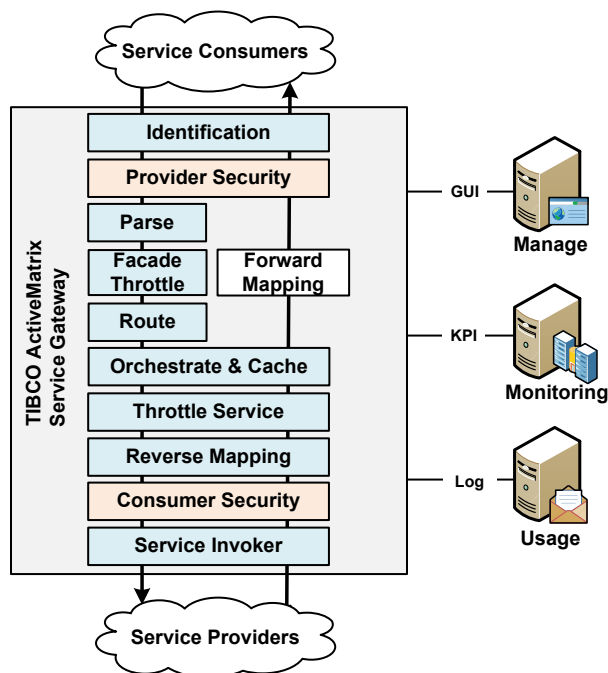 Service Consumers
TIBCO ActiveMatrix
Service Gateway
Identification
Provider Security
Parse
Facade
Throttle
Forward
Mapping
Route
Orchestrate & Cache
Throttle Service
Reverse Mapping
Consumer Security
Service Invoker
Service Providers
GUI
Manage
KPI
Monitoring
Log
Usage